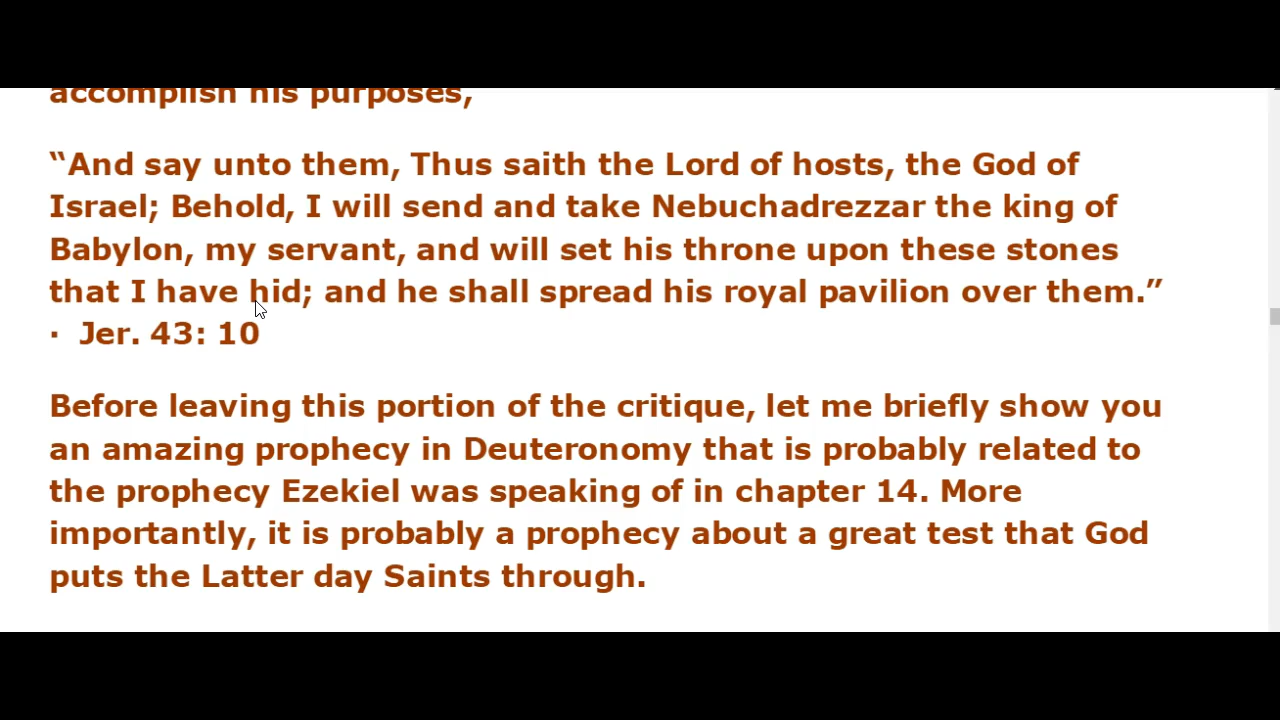 accomplish his purposes,
“And say unto them, Thus saith the Lord of hosts, the God of
Israel; Behold, I will send and take Nebuchadrezzar the king of
Babylon, my servant, and will set his throne upon these stones
that I have hid; and he shall spread his royal pavilion over them.”
· Jer. 43: 10
Before leaving this portion of the critique, let me briefly show you
an amazing prophecy in Deuteronomy that is probably related to
the prophecy Ezekiel was speaking of in chapter 14. More
importantly, it is probably a prophecy about a great test that God
puts the Latter day Saints through.